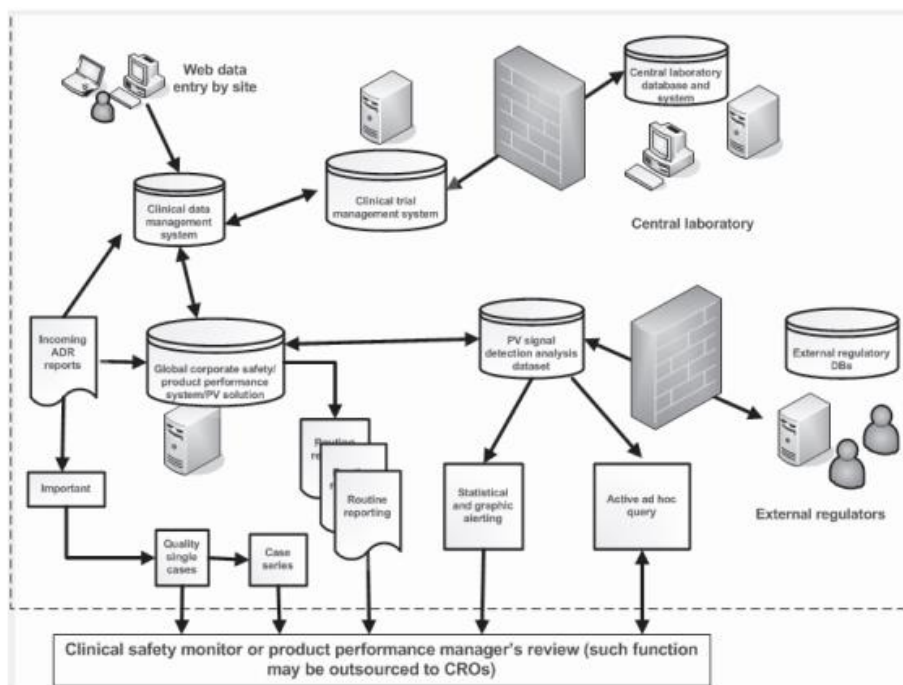 Web data
entry by site
Central laboratory
database and
system
Clinical data
management
system
Clinical trial
management system
Central laboratory
Incoming
ADR
reports
Global corporate safety/
product performance
system/PV solution
PV signal
detection analysis
dataset
External regulatory
DBs
Important
Routine
Routine
reporting
Statistical
and graphic
alerting
Active ad hoc
query
External regulators
Quality
single
cases
Case
series
Clinical safety monitor or product performance manager's review (such function
may be outsourced to CROs)